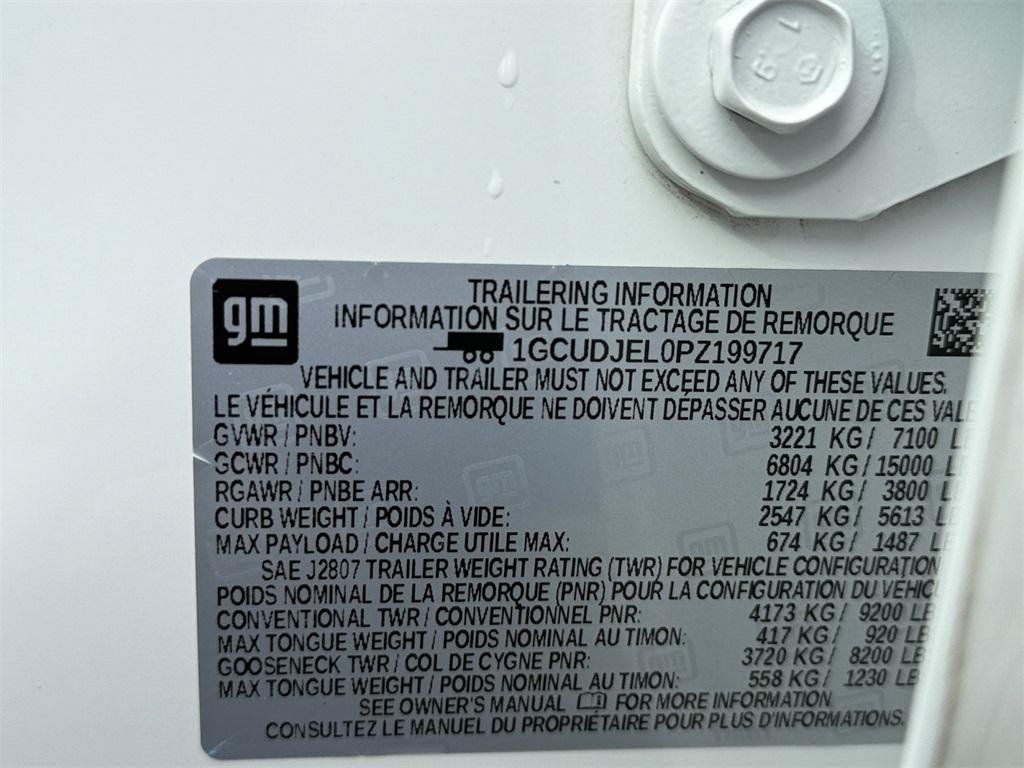 gm
TRAILERING INFORMATION
INFORMATION SUR LE TRACTAGE DE REMORQUE
1GCUDJEL0PZ199717
VEHICLE AND TRAILER MUST NOT EXCEED ANY OF THESE VALUES.
LE VÉHICULE ET LA REMORQUE NE DOIVENT DÉPASSER AUCUNE DE CES
GVWR / PNBV: 3221 KG/ 7100
GCWR / PNBC: 6804 KG/ 15000
RGAWR / PNBE ARR: 1724 KG/ 3800
CURB WEIGHT / POIDS À VIDE: 2547 KG/ 5613
MAX PAYLOAD / CHARGE UTILE MAX: 674 KG/ 1487
SAE J2807 TRAILER WEIGHT RATING (TWR) FOR VEHICLE CONFIGURATION
POIDS NOMINAL DE LA REMORQUE (PNR) POUR LA CONFIGURATION DU
CONVENTIONAL TWR / CONVENTIONNEL PNR: 4173 KG/ 9200
MAX TONGUE WEIGHT / POIDS NOMINAL AU TIMON: 417 KG/ 920
GOOSENECK TWR / COL DE CYGNE PNR: 3720 KG/ 8200
MAX TONGUE WEIGHT / POIDS NOMINAL AU TIMON: 558 KG/ 1230
SEE OWNER'S MANUAL FOR MORE INFORMATION
CONSULTEZ LE MANUEL DU PROPRIÉTAIRE POUR PLUS D'INFORMATIONS.